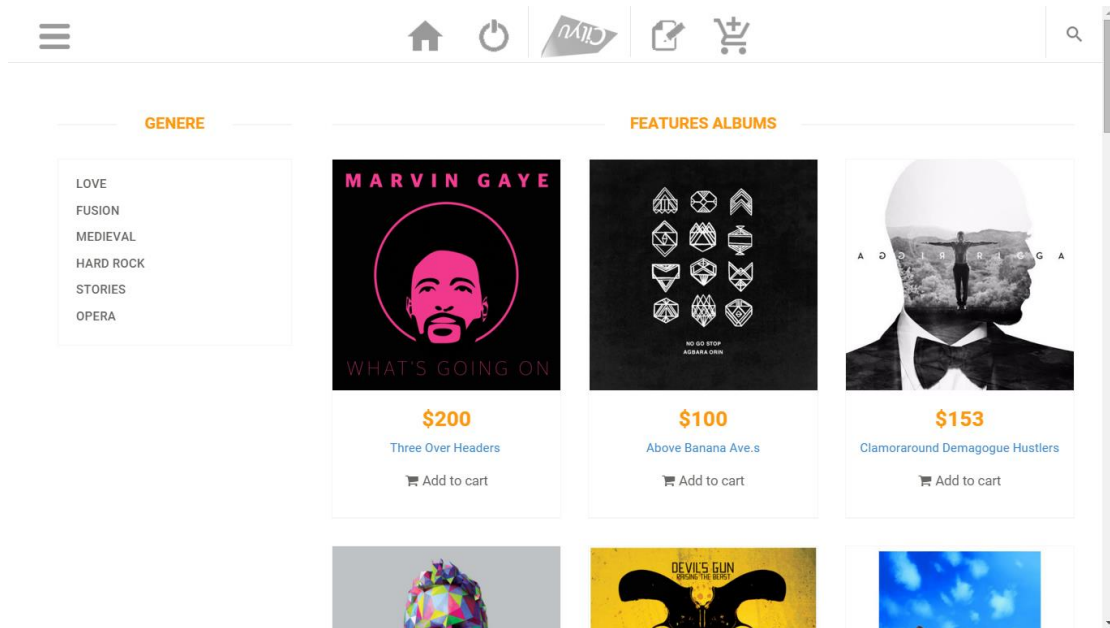 CityU
GENERE
LOVE
FUSION
MEDIEVAL
HARD ROCK
STORIES
OPERA
FEATURES ALBUMS
MARVIN GAYE
WHAT'S GOING ON
$200
Three Over Headers
Add to cart
NO GO STOP
AGBARA ORIN
$100
Above Banana Ave.s
Add to cart
AGGIRRIGGA
$153
Clamoraround Demagogue Hustlers
Add to cart
DEVIL'S GUN
RAISING THE BEAST